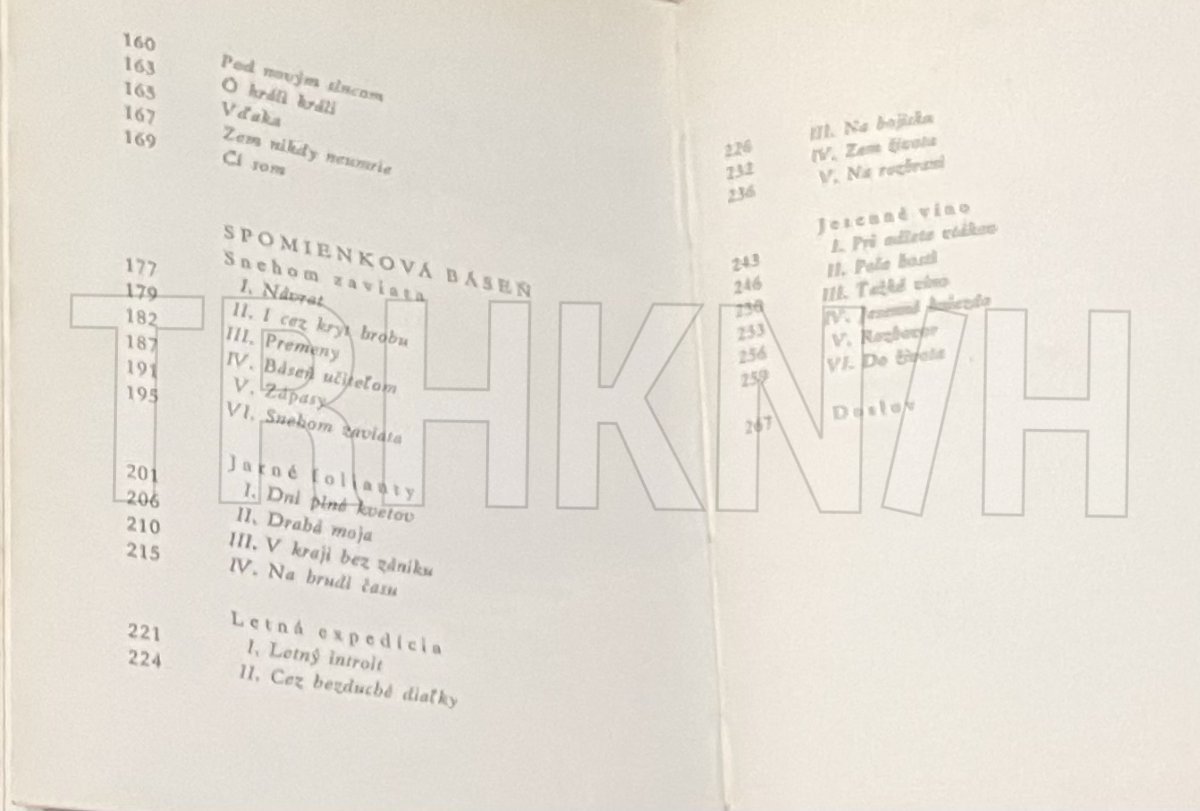 160 Pod novým slncom
163 Ó králi králi
165 Vďaka
167 Zem nikdy neumrie
169 Čí som
SPOMIENKOVÁ BÁSEŇ
Snehom zaviata
177 I. Návrat
179 II. I cez kryt hrobu
182 III. Premeny
187 IV. Báseň učiteľom
191 V. Zápasy
195 VI. Snehom zaviata
Jarné folianty
201 I. Dni plné kvetov
206 II. Drahá moja
210 III. V kraji bez zániku
215 IV. Na hrudi času
Letná expedícia
221 I. Letný introit
224 II. Cez bezduché diaľky
226 III. Na bojisku
232 IV. Zem života
236 V. Na rozhraní
Jesenné víno
243 I. Pri odlete vtákov
246 II.
250 III. Ťažké víno
253 IV. Jesenná
256 V. Rozhovor
259 VI. Do života
267 Doslov
TRHKNIH